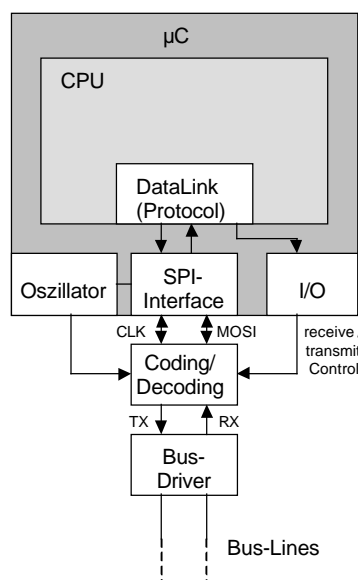 µC
CPU
DataLink
(Protocol)
Oszillator
SPI-
Interface
I/O
CLK
MOSI
receive /
transmit
Control
Coding/
Decoding
TX
RX
Bus-
Driver
Bus-Lines